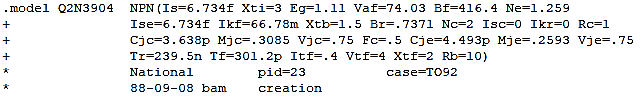 .model Q2N3904  NPN(Is=6.734f Xti=3 Eg=1.11 Vaf=74.03 Bf=416.4 Ne=1.259
+ Ise=6.734f Ikf=66.78m Xtb=1.5 Br=.7371 Nc=2 Isc=0 Ikr=0 Rc=1
+ Cjc=3.638p Mjc=.3085 Vjc=.75 Fc=.5 Cje=4.493p Mje=.2593 Vje=.75
+ Tr=239.5n Tf=301.2p Itf=.4 Vtf=4 Xtf=2 Rb=10)
* National pid=23 case=TO92
* 88-09-08 bam creation